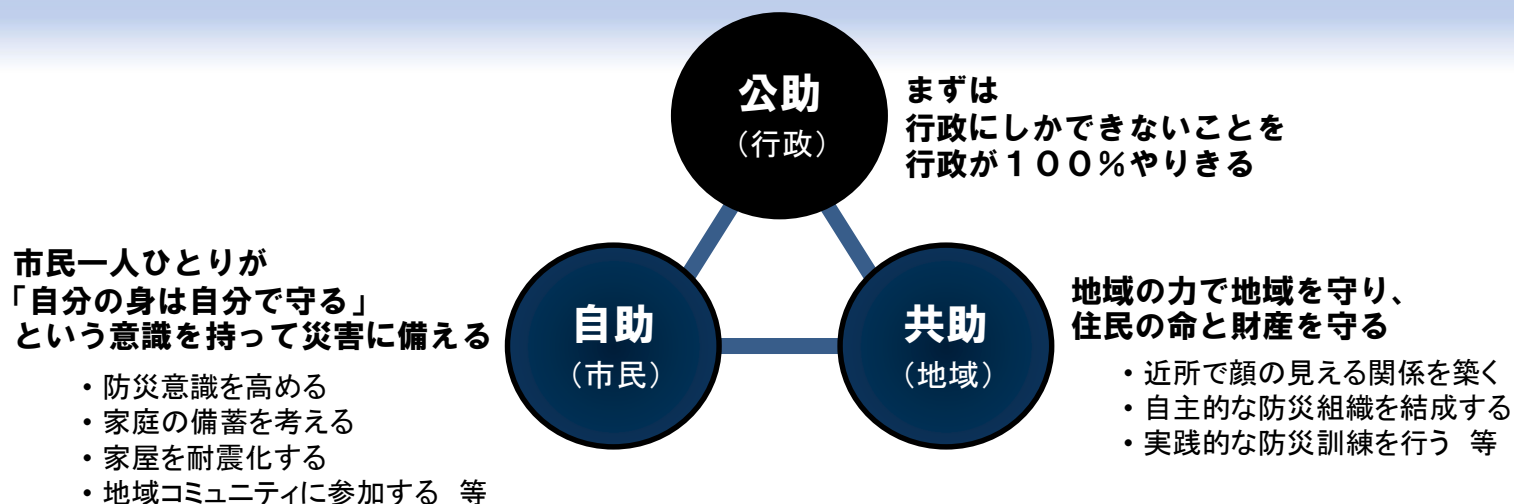 公助
（行政）
まずは
行政にしかできないことを
行政が１００％やりきる
市民一人ひとりが
「自分の身は自分で守る」
という意識を持って災害に備える
・防災意識を高める
・家庭の備蓄を考える
・家屋を耐震化する
・地域コミュニティに参加する　等
自助
（市民）
共助
（地域）
地域の力で地域を守り、
住民の命と財産を守る
・近所で顔の見える関係を築く
・自主的な防災組織を結成する
・実践的な防災訓練を行う　等